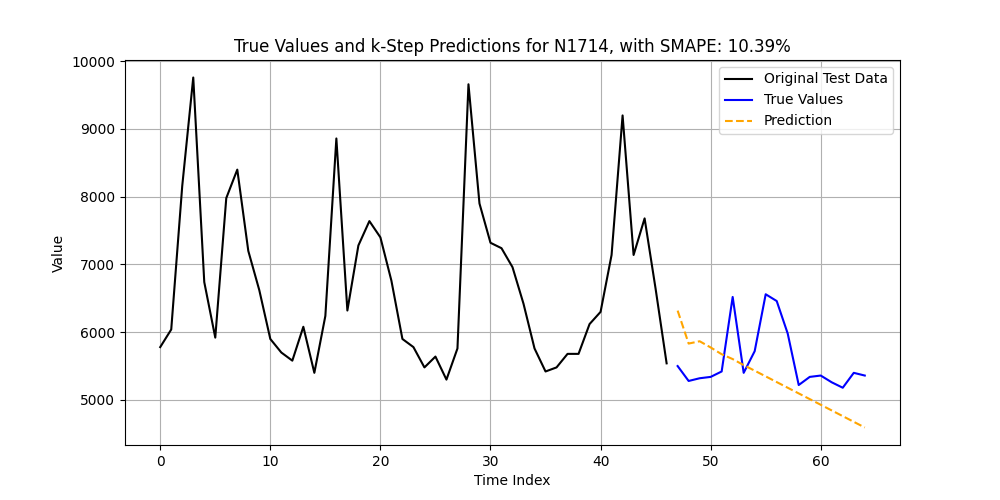 True Values and k-Step Predictions for N1714, with SMAPE: 10.39%
Original Test Data
True Values
Prediction
Value
10000
9000
8000
7000
6000
5000
0 10 20 30 40 50 60
Time Index